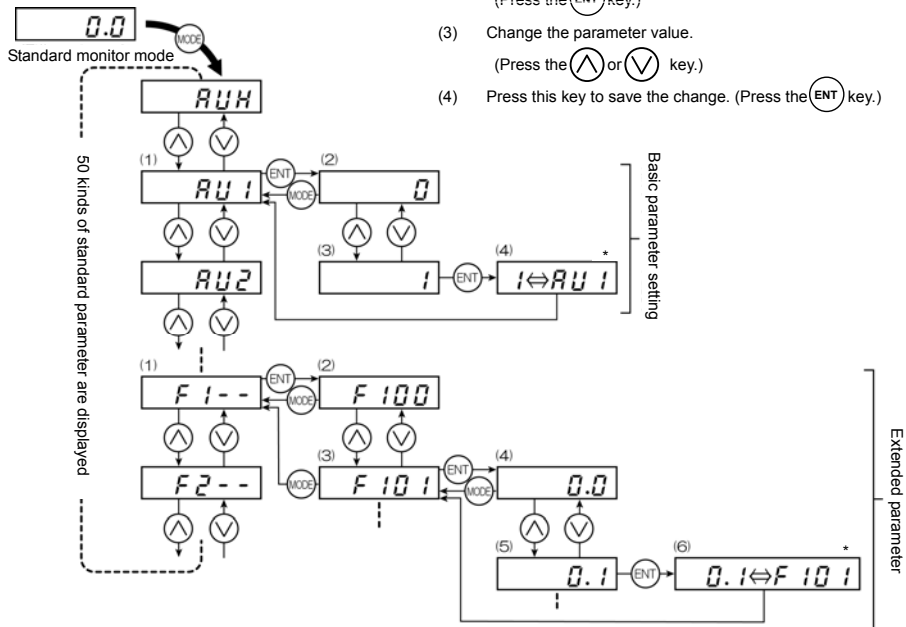 (Press the ENT key.)
0.0
MODE
Standard monitor mode
(3) Change the parameter value.
(Press the or key.)
(4) Press this key to save the change. (Press the ENT key.)
AUH
50 kinds of standard parameter are displayed
(1) ENT (2)
AU1 MODE 0
Basic parameter setting
(3) (4) *
AU2 1 ENT 1⇔AU1
(1) ENT (2)
F1-- MODE F100
(3) ENT (4)
F2-- MODE F101 MODE 0.0
Extended parameter
(5) (6) *
0.1 ENT 0.1⇔F101